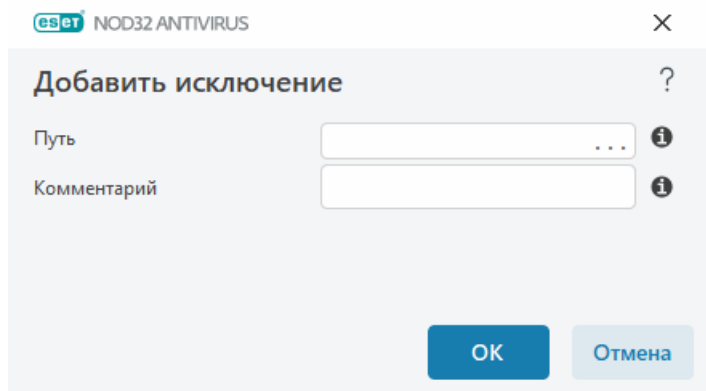 eset NOD32 ANTIVIRUS
Добавить исключение ?
Путь ...
Комментарий
OK Отмена